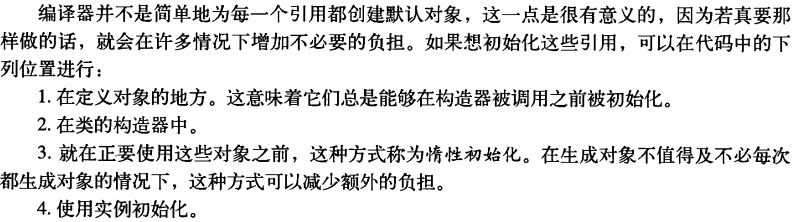 编译器并不是简单地为每一个引用都创建默认对象，这一点是很有意义的，因为若真要那
样做的话，就会在许多情况下增加不必要的负担。如果想初始化这些引用，可以在代码中的下
列位置进行：
1. 在定义对象的地方。这意味着它们总是能够在构造器被调用之前被初始化。
2. 在类的构造器中。
3. 就在正要使用这些对象之前，这种方式称为惰性初始化。在生成对象不值得及不必每次
都生成对象的情况下，这种方式可以减少额外的负担。
4. 使用实例初始化。